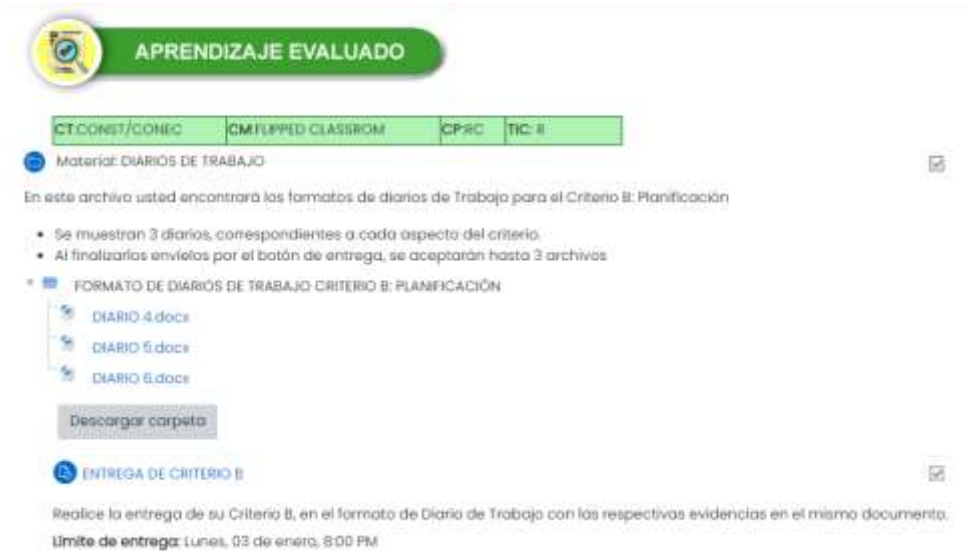 APRENDIZAJE EVALUADO
CT:CONST/CONEC CM:FLIPPED CLASSROM CP:RC TIC: R
Material: DIARIOS DE TRABAJO
En este archivo usted encontrará los formatos de diarios de Trabajo para el Criterio B: Planificación
Se muestran 3 diarios, correspondientes a cada aspecto del criterio.
Al finalizarlos envíelos por el botón de entrega, se aceptarán hasta 3 archivos
FORMATO DE DIARIOS DE TRABAJO CRITERIO B: PLANIFICACIÓN
DIARIO 4.docx
DIARIO 5.docx
DIARIO 6.docx
Descargar carpeta
ENTREGA DE CRITERIO B
Realice la entrega de su Criterio B, en el formato de Diario de Trabajo con las respectivas evidencias en el mismo documento.
Límite de entrega: Lunes, 03 de enero, 8:00 PM